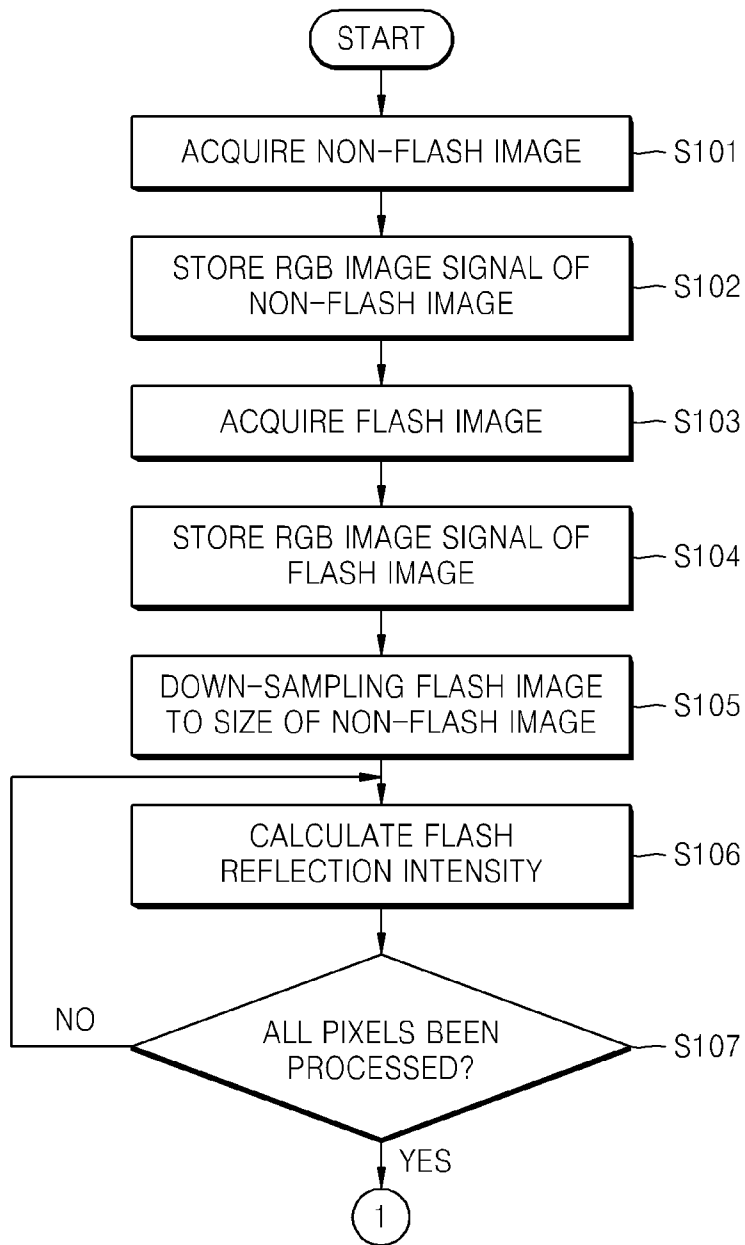 START
ACQUIRE NON-FLASH IMAGE
S101
STORE RGB IMAGE SIGNAL OF
NON-FLASH IMAGE
S102
ACQUIRE FLASH IMAGE
S103
STORE RGB IMAGE SIGNAL OF
FLASH IMAGE
S104
DOWN-SAMPLING FLASH IMAGE
TO SIZE OF NON-FLASH IMAGE
S105
CALCULATE FLASH
REFLECTION INTENSITY
S106
NO
ALL PIXELS BEEN
PROCESSED?
S107
YES
1